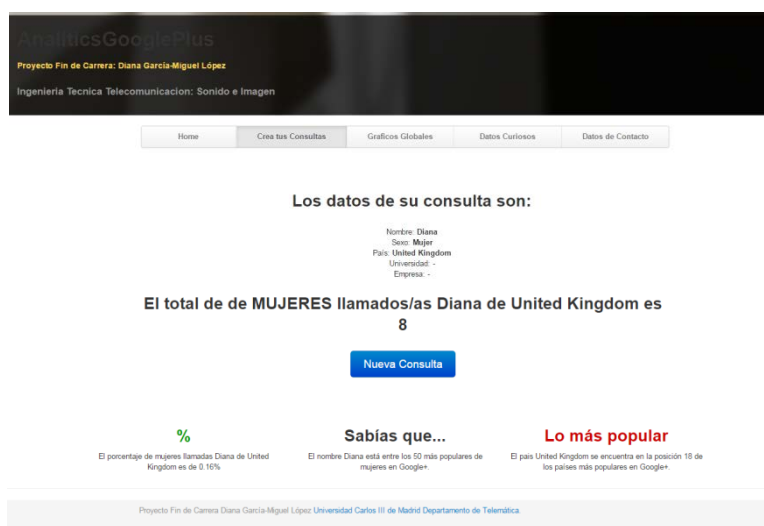 AnaliticsGooglePlus
Proyecto Fin de Carrera: Diana García-Miguel López
Ingenieria Tecnica Telecomunicacion: Sonido e Imagen
Home Crea tus Consultas Graficos Globales Datos Curiosos Datos de Contacto
Los datos de su consulta son:
Nombre: Diana
Sexo: Mujer
País: United Kingdom
Universidad: -
Empresa: -
El total de de MUJERES llamados/as Diana de United Kingdom es
8
Nueva Consulta
%
El porcentaje de mujeres llamadas Diana de United
Kingdom es de 0.16%
Sabías que...
El nombre Diana está entre los 50 más populares de
mujeres en Google+.
Lo más popular
El pais United Kingdom se encuentra en la posición 18 de
los países más populares en Google+.
Proyecto Fin de Carrera Diana García-Miguel López Universidad Carlos III de Madrid Departamento de Telemática.